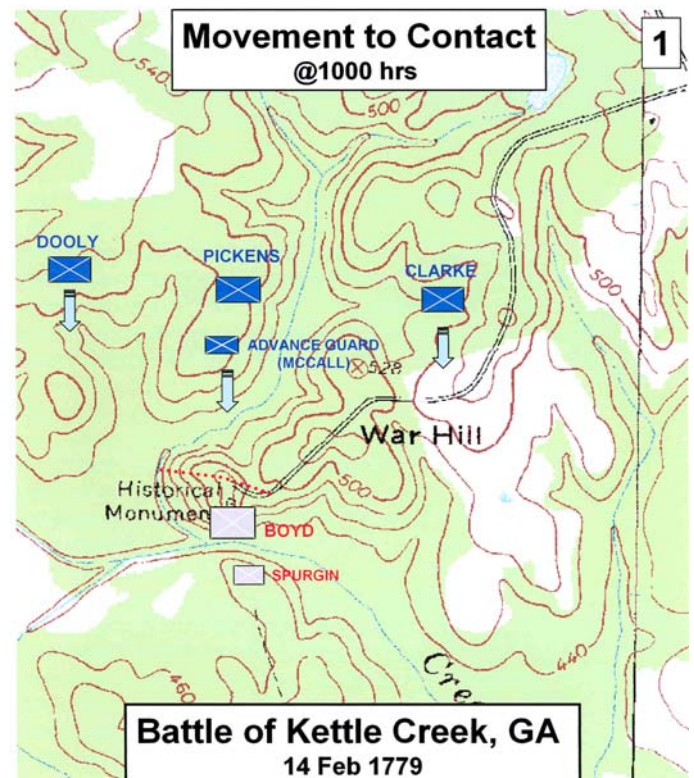 Movement to Contact
@1000 hrs
1
540
500
DOOLY
PICKENS
CLARKE
500
ADVANCE GUARD
(MCCALL)
528
War Hill
Historical
Monument
500
BOYD
SPURGIN
440
460
Cree
Battle of Kettle Creek, GA
14 Feb 1779